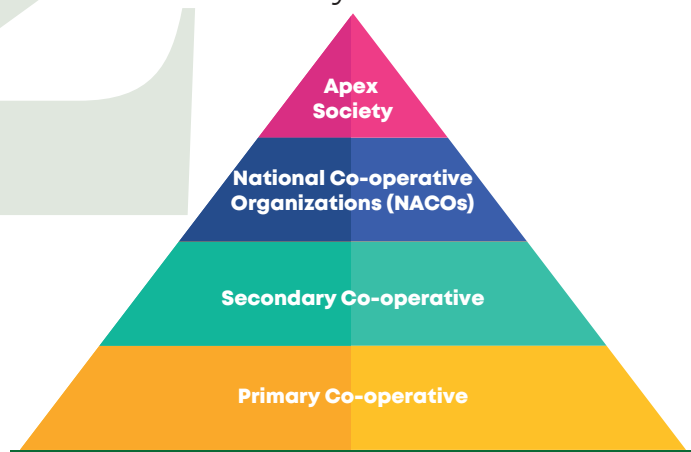 Apex
Society
National Co-operative
Organizations (NACOs)
Secondary Co-operative
Primary Co-operative